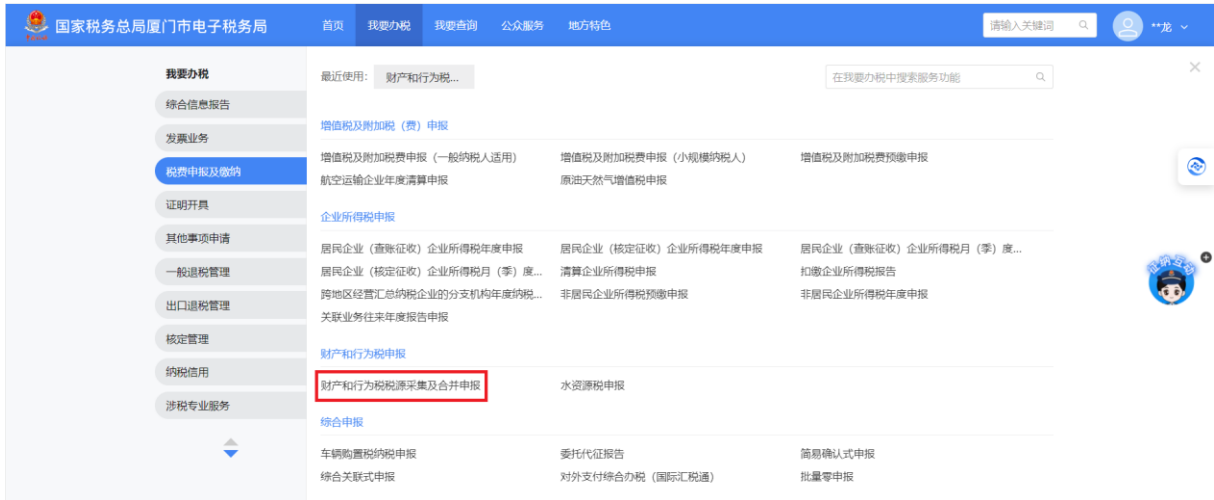 国家税务总局厦门市电子税务局 首页 我要办税 我要查询 公众服务 地方特色 请输入关键词 **龙
我要办税
综合信息报告
发票业务
税费申报及缴纳
证明开具
其他事项申请
一般退税管理
出口退税管理
核定管理
纳税信用
涉税专业服务
最近使用: 财产和行为税... 在我要办税中搜索服务功能
增值税及附加税（费）申报
增值税及附加税费申报（一般纳税人适用） 增值税及附加税费申报（小规模纳税人） 增值税及附加税费预缴申报
航空运输企业年度清算申报 原油天然气增值税申报
企业所得税申报
居民企业（查账征收）企业所得税年度申报 居民企业（核定征收）企业所得税年度申报 居民企业（查账征收）企业所得税月（季）度...
居民企业（核定征收）企业所得税月（季）度... 清算企业所得税申报 扣缴企业所得税报告
跨地区经营汇总纳税企业的分支机构年度纳税... 非居民企业所得税预缴申报 非居民企业所得税年度申报
关联业务往来年度报告申报
财产和行为税申报
财产和行为税税源采集及合并申报 水资源税申报
综合申报
车辆购置税纳税申报 委托代征报告 简易确认式申报
综合关联式申报 对外支付综合办税（国际汇税通） 批量零申报
征纳互动